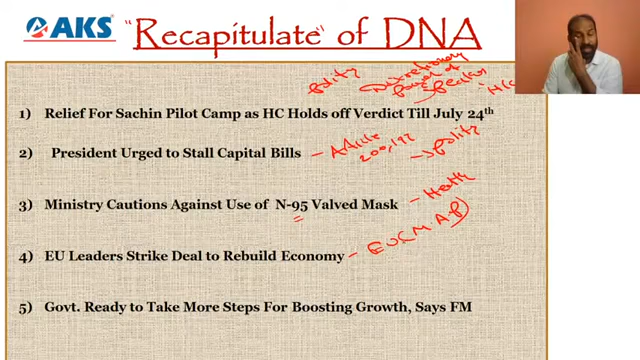 AKS
"Recapitulate" of DNA
Polity
Discretionary
Power of
Speaker
H/C
1) Relief For Sachin Pilot Camp as HC Holds off Verdict Till July 24th
2) President Urged to Stall Capital Bills
- Article
200, 197
→ Polity
3) Ministry Cautions Against Use of N-95 Valved Mask
- Health
4) EU Leaders Strike Deal to Rebuild Economy
5) Govt. Ready to Take More Steps For Boosting Growth, Says FM